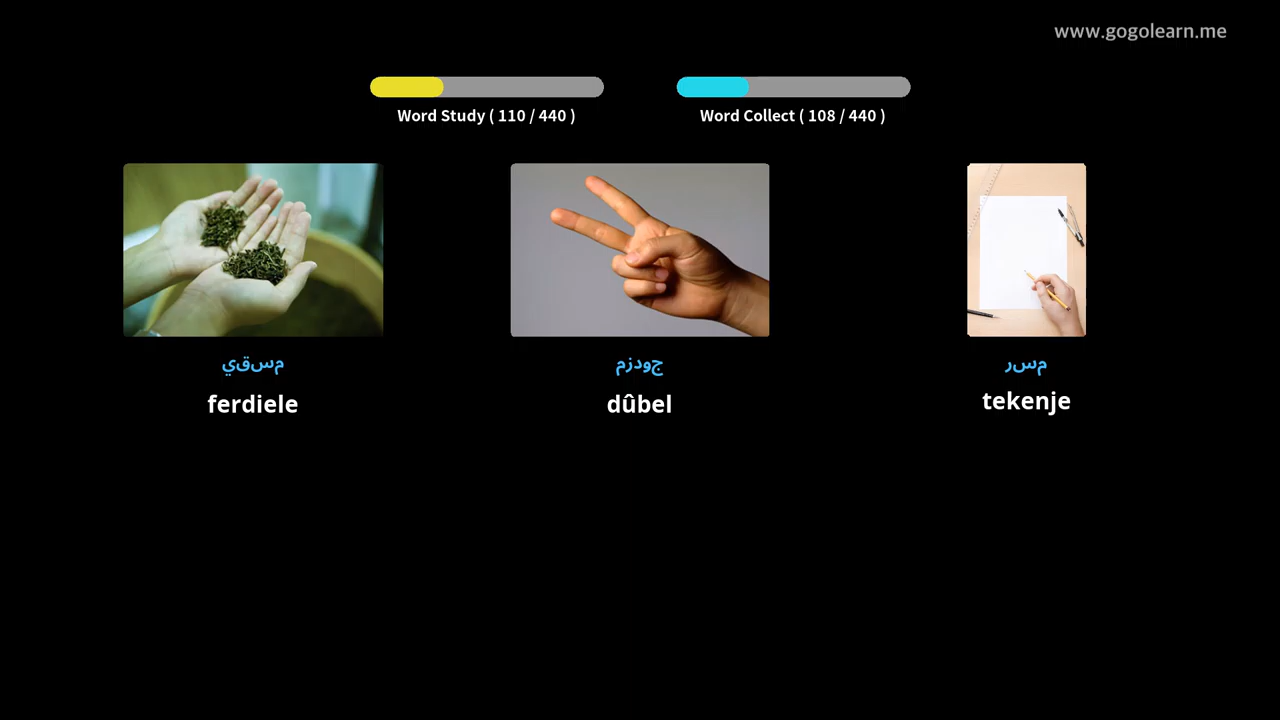 www.gogolearn.me
Word Study ( 110 / 440 )
Word Collect ( 108 / 440 )
مسقي
ferdiele
جودزم
dûbel
مسر
tekenje